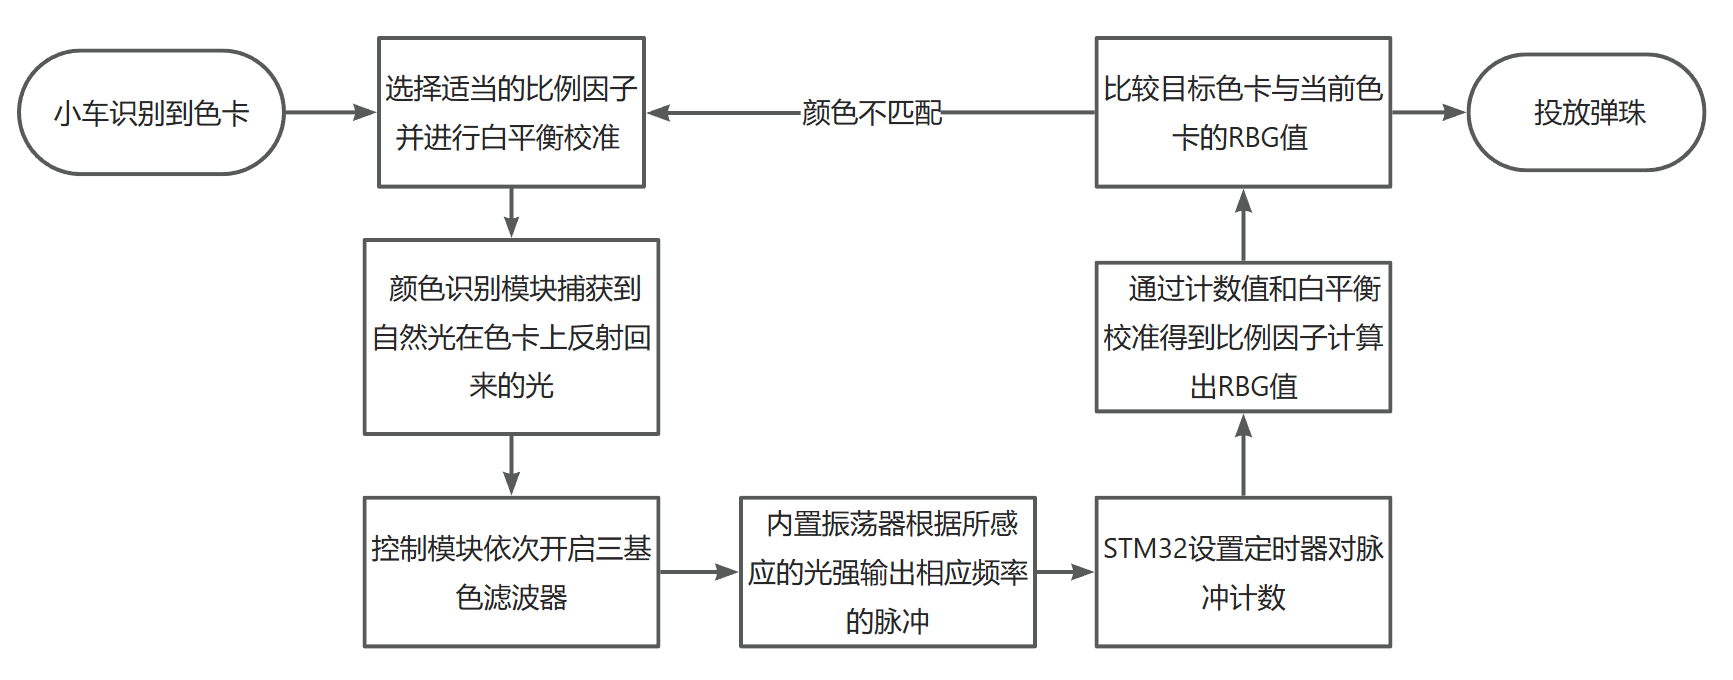 小车识别到色卡
选择适当的比例因子
并进行白平衡校准
颜色不匹配
比较目标色卡与当前色
卡的RBG值
投放弹珠
颜色识别模块捕获到
自然光在色卡上反射回
来的光
通过计数值和白平衡
校准得到比例因子计算
出RBG值
控制模块依次开启三基
色滤波器
内置振荡器根据所感
应的光强输出相应频率
的脉冲
STM32设置定时器对脉
冲计数